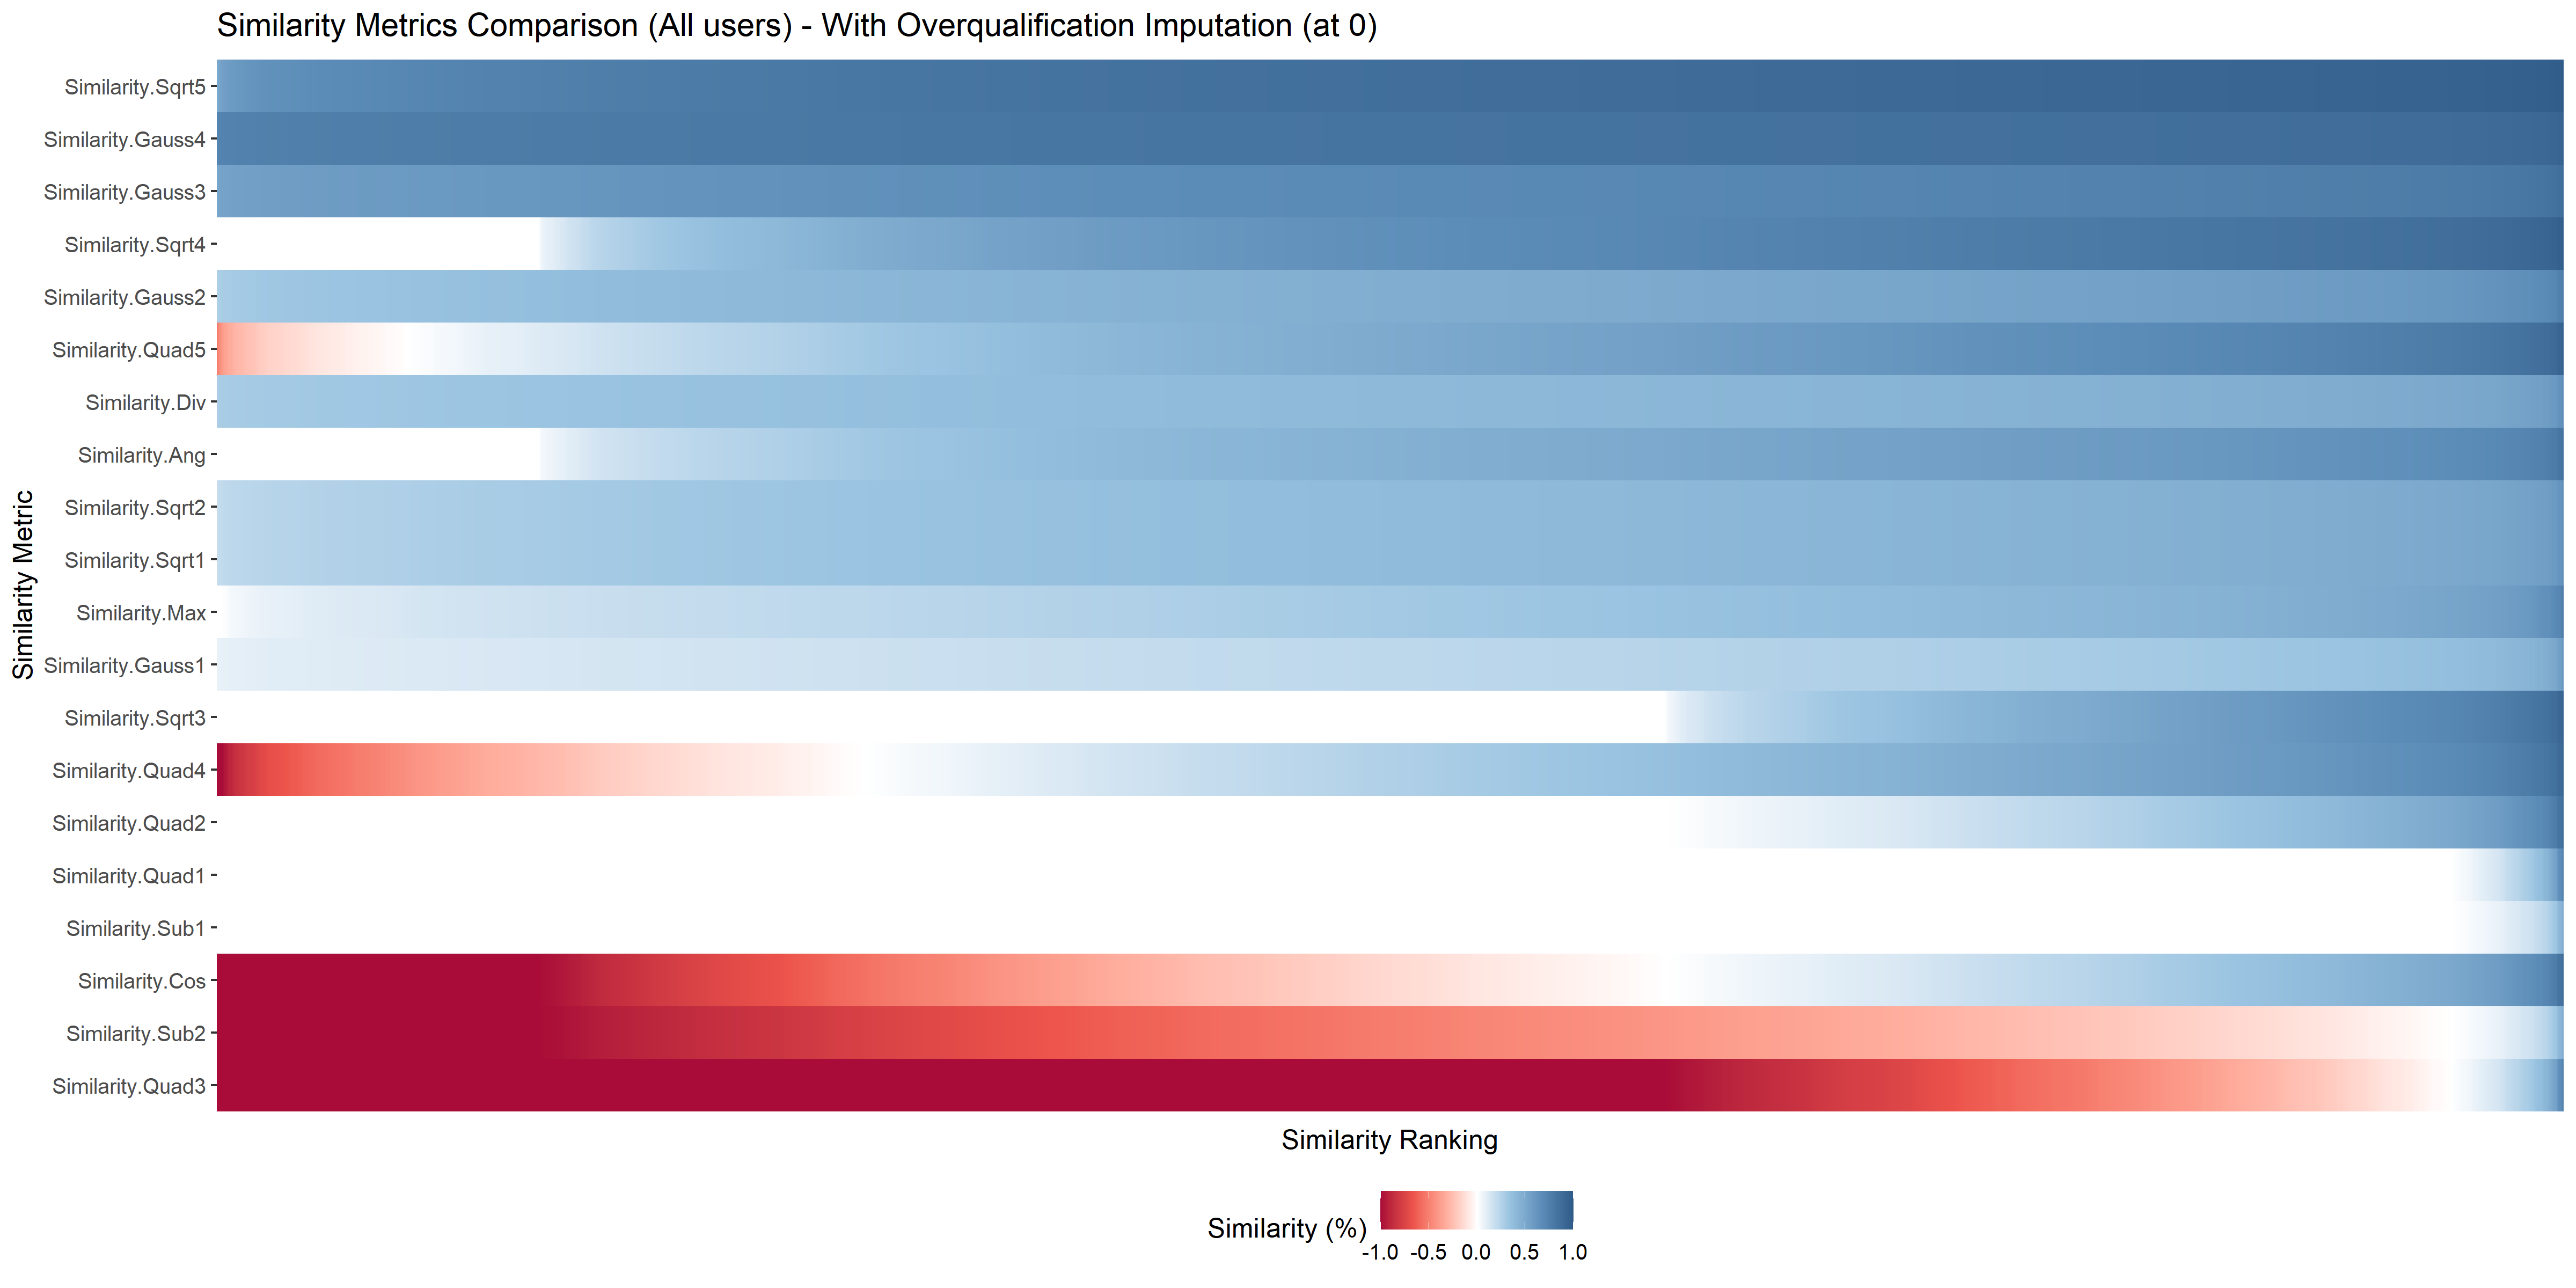 Similarity Metrics Comparison (All users) - With Overqualification Imputation (at 0)
Similarity Metric
Similarity.Sqrt5
Similarity.Gauss4
Similarity.Gauss3
Similarity.Sqrt4
Similarity.Gauss2
Similarity.Quad5
Similarity.Div
Similarity.Ang
Similarity.Sqrt2
Similarity.Sqrt1
Similarity.Max
Similarity.Gauss1
Similarity.Sqrt3
Similarity.Quad4
Similarity.Quad2
Similarity.Quad1
Similarity.Sub1
Similarity.Cos
Similarity.Sub2
Similarity.Quad3
Similarity Ranking
Similarity (%)
-1.0 -0.5 0.0 0.5 1.0